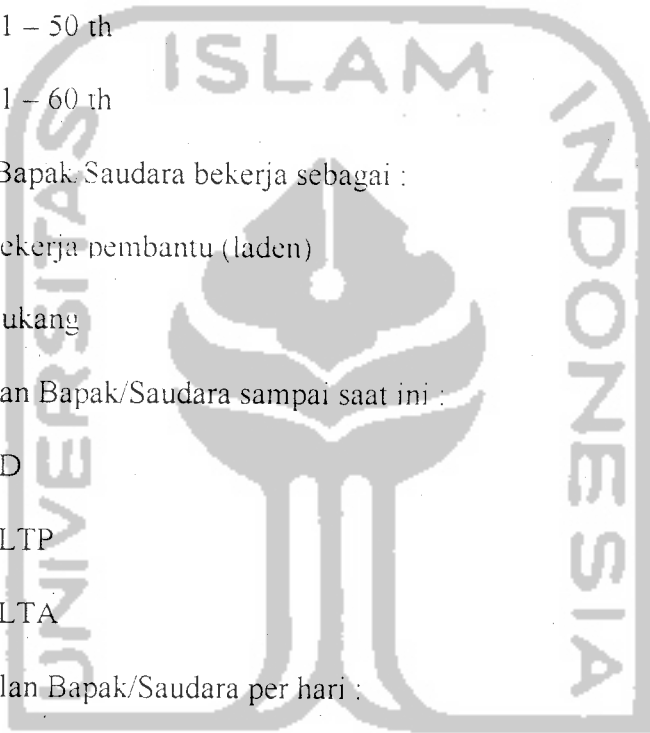 1 – 50 th
ISLAM
1 – 60 th
Bapak/Saudara bekerja sebagai :
ekerja pembantu (laden)
ukang
an Bapak/Saudara sampai saat ini :
D
LTP
LTA
lan Bapak/Saudara per hari :
UNIVERSITAS
INDONESIA